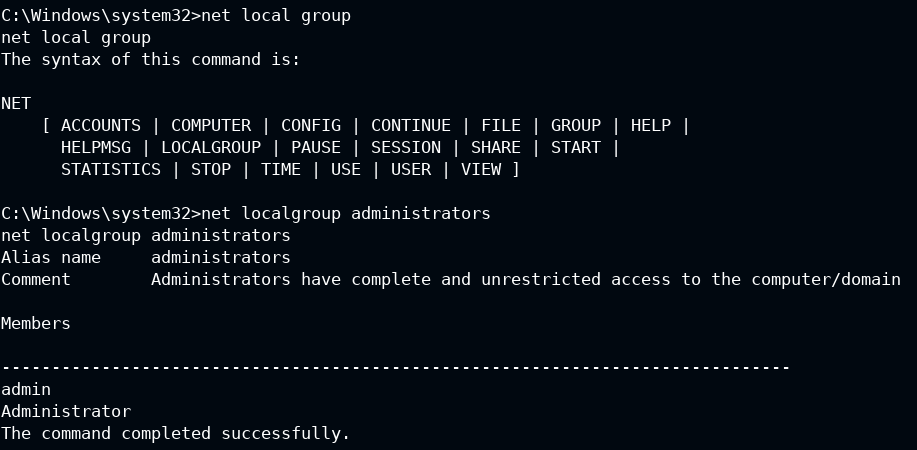 C:\Windows\system32>net local group
net local group
The syntax of this command is:

NET
    [ ACCOUNTS | COMPUTER | CONFIG | CONTINUE | FILE | GROUP | HELP |
      HELPMSG | LOCALGROUP | PAUSE | SESSION | SHARE | START |
      STATISTICS | STOP | TIME | USE | USER | VIEW ]

C:\Windows\system32>net localgroup administrators
net localgroup administrators
Alias name     administrators
Comment        Administrators have complete and unrestricted access to the computer/domain

Members

-------------------------------------------------------------------------------
admin
Administrator
The command completed successfully.